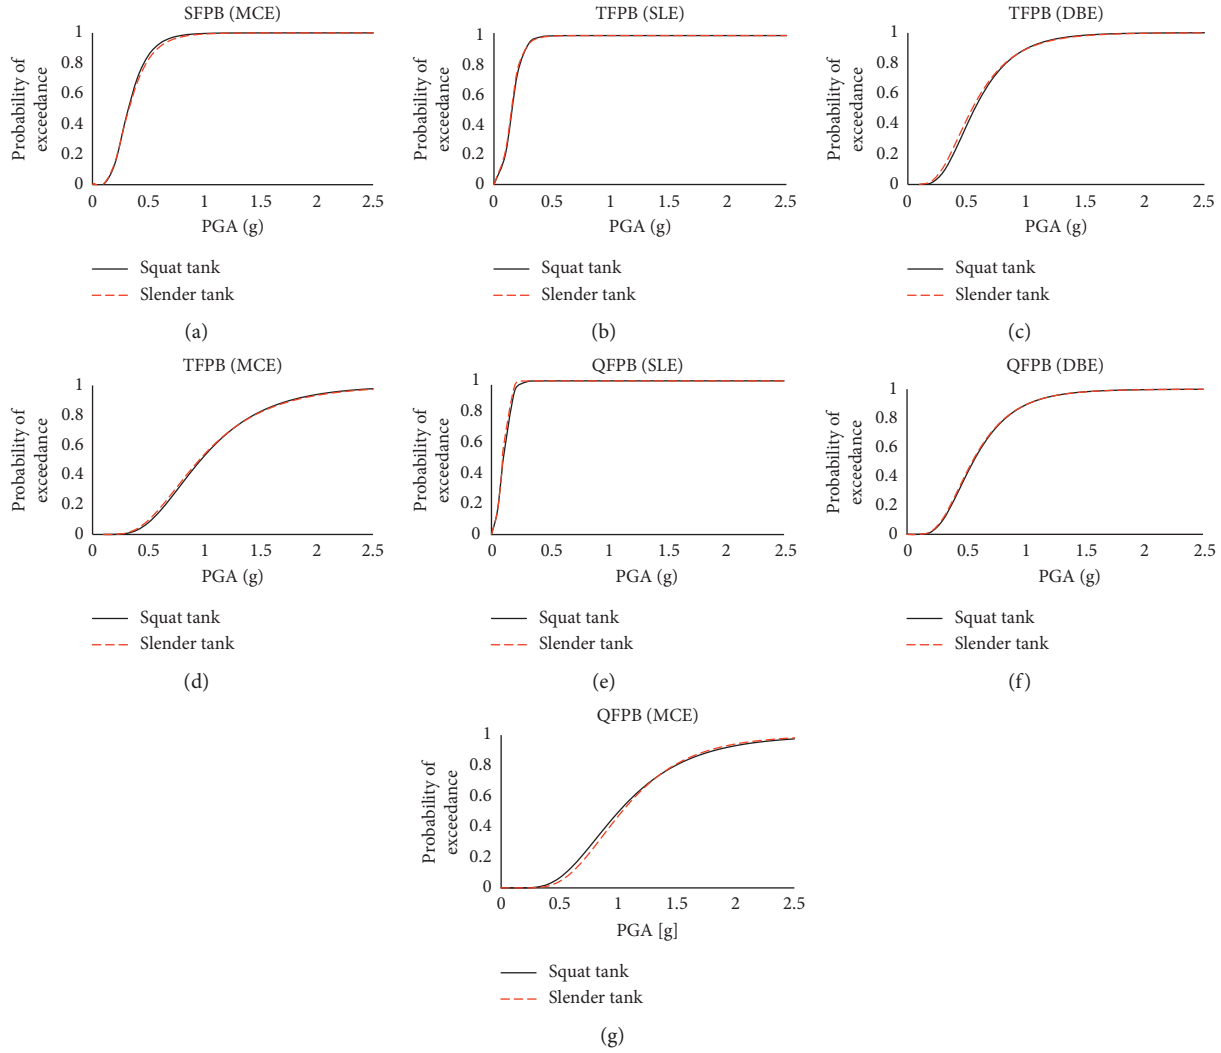 SFPB (MCE)
Probability of
exceedance
1
0.8
0.6
0.4
0.2
0
0 0.5 1 1.5 2 2.5
PGA (g)
Squat tank
Slender tank
(a)
TFPB (SLE)
Probability of
exceedance
1
0.8
0.6
0.4
0.2
0
0 0.5 1 1.5 2 2.5
PGA (g)
Squat tank
Slender tank
(b)
TFPB (DBE)
Probability of
exceedance
1
0.8
0.6
0.4
0.2
0
0 0.5 1 1.5 2 2.5
PGA (g)
Squat tank
Slender tank
(c)
TFPB (MCE)
Probability of
exceedance
1
0.8
0.6
0.4
0.2
0
0 0.5 1 1.5 2 2.5
PGA (g)
Squat tank
Slender tank
(d)
QFPB (SLE)
Probability of
exceedance
1
0.8
0.6
0.4
0.2
0
0 0.5 1 1.5 2 2.5
PGA (g)
Squat tank
Slender tank
(e)
QFPB (DBE)
Probability of
exceedance
1
0.8
0.6
0.4
0.2
0
0 0.5 1 1.5 2 2.5
PGA (g)
Squat tank
Slender tank
(f)
QFPB (MCE)
Probability of
exceedance
1
0.8
0.6
0.4
0.2
0
0 0.5 1 1.5 2 2.5
PGA [g]
Squat tank
Slender tank
(g)